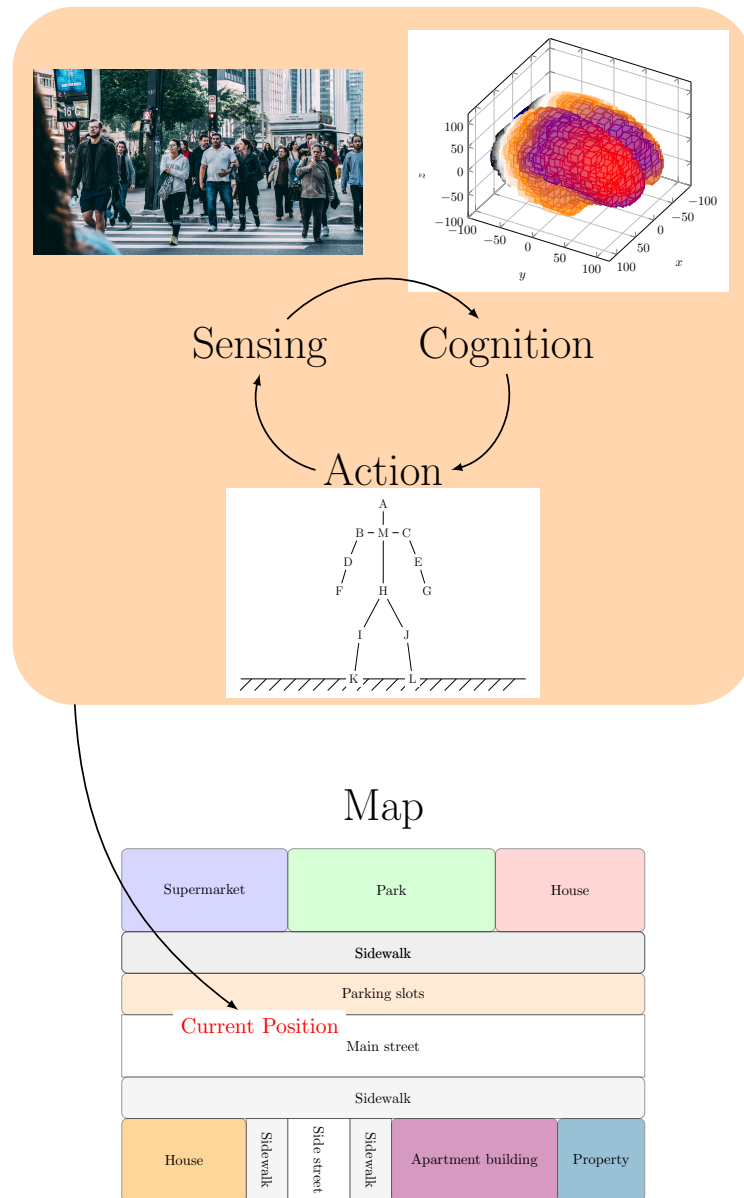 16°C
100
50
0
−50
−100
z
−100
−50
0
50
100
y
−100
−50
0
50
100
x
Sensing
Cognition
Action
A
B M C
D E
F H G
I J
K L
Map
Supermarket Park House
Sidewalk
Parking slots
Current Position
Main street
Sidewalk
House Sidewalk Side street Sidewalk Apartment building Property